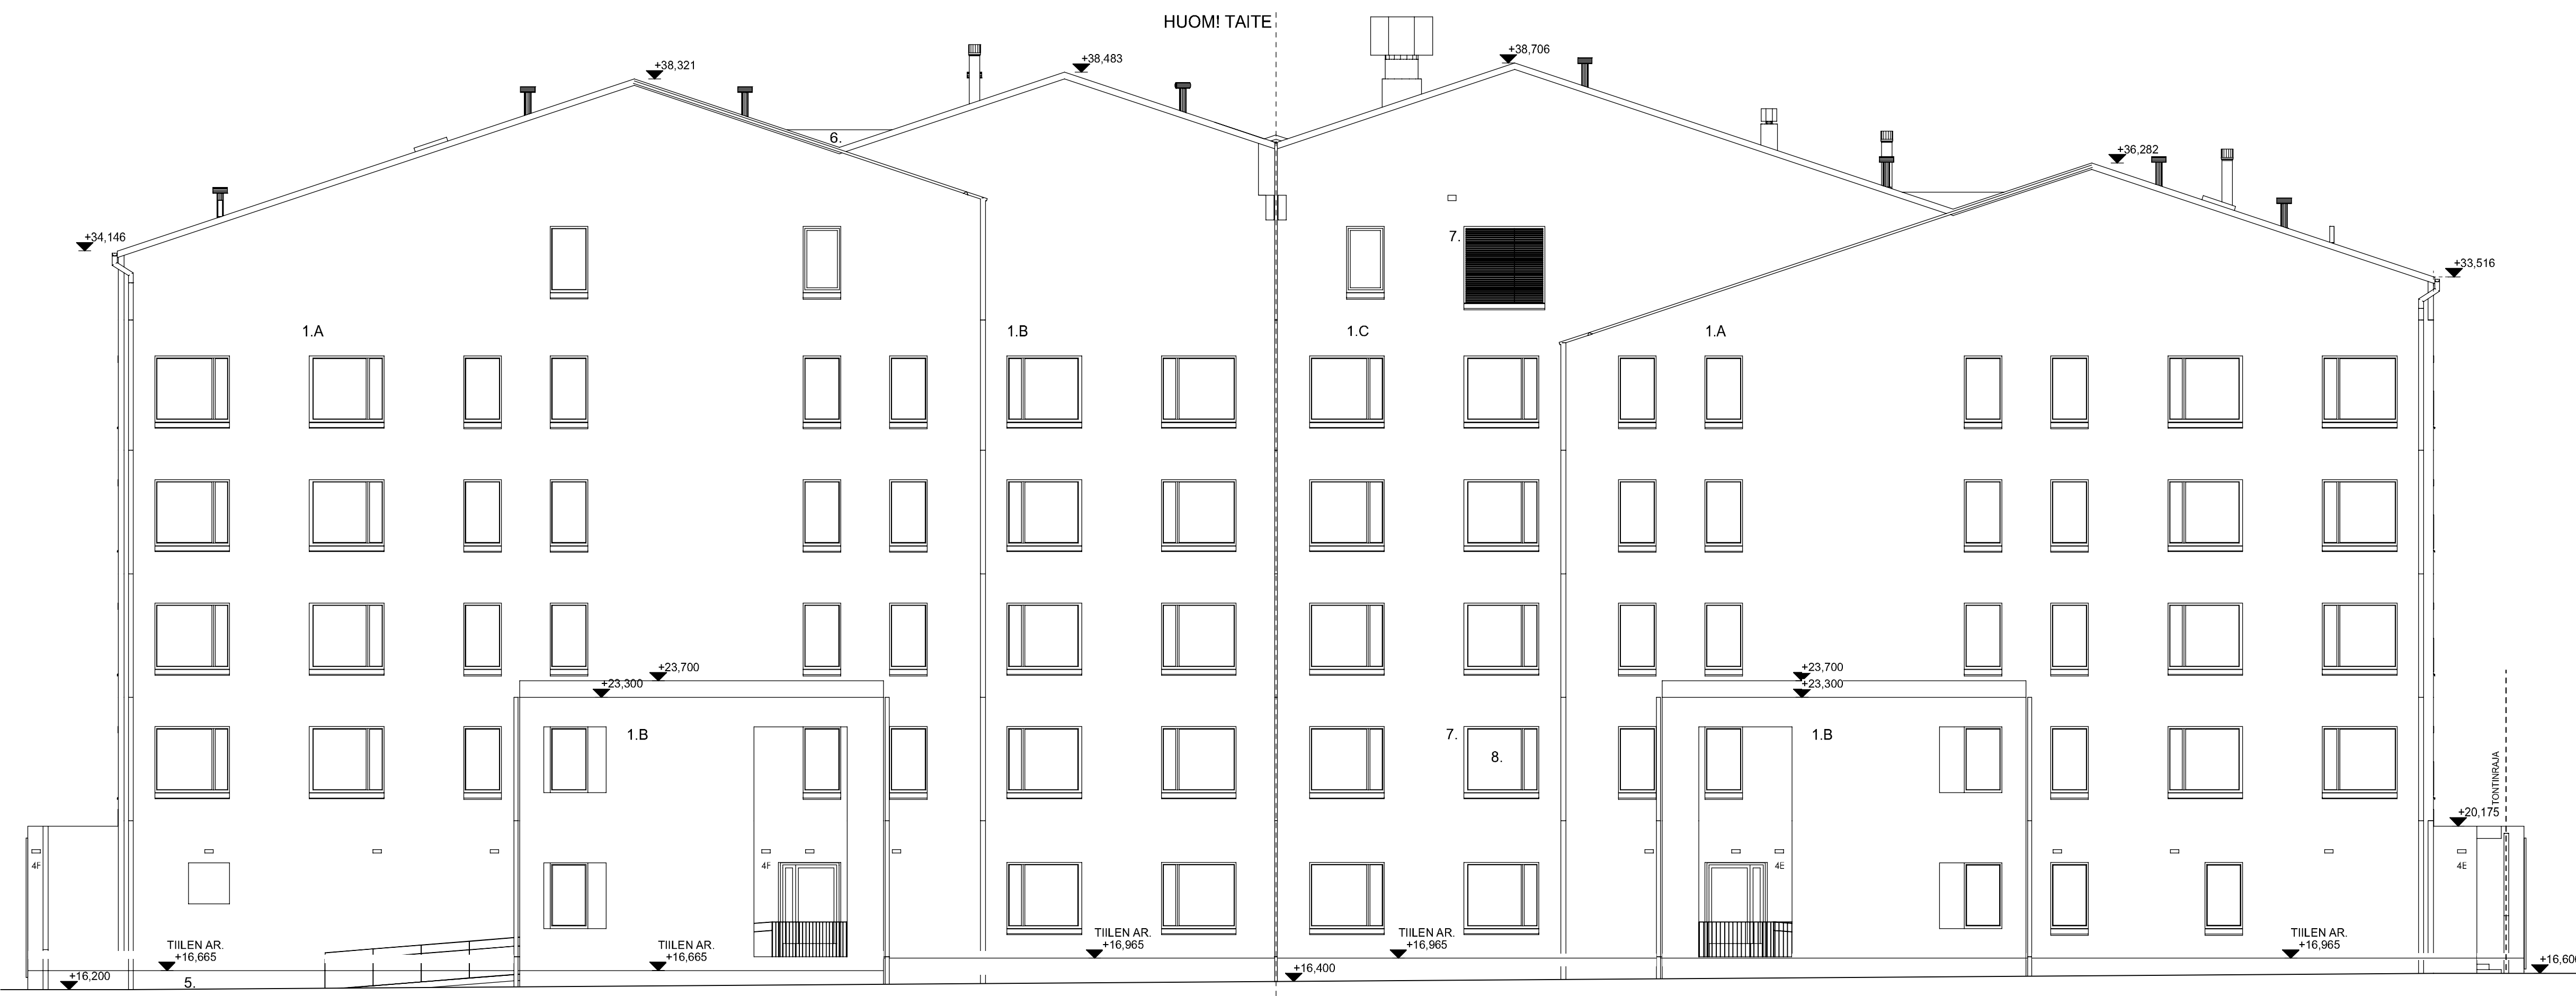 HUOM! TAITE
+38,321
+38,483
+38,706
+36,282
+34,146
+33,516
6.
7.
1.A
1.B
1.C
1.A
+23,700
+23,300
+23,700
+23,300
1.B
7.
8.
1.B
TONTINRAJA
+20,175
4F
4F
4E
4E
TIILEN AR.
+16,665
TIILEN AR.
+16,665
TIILEN AR.
+16,965
TIILEN AR.
+16,965
TIILEN AR.
+16,965
+16,200
5.
+16,400
+16,600